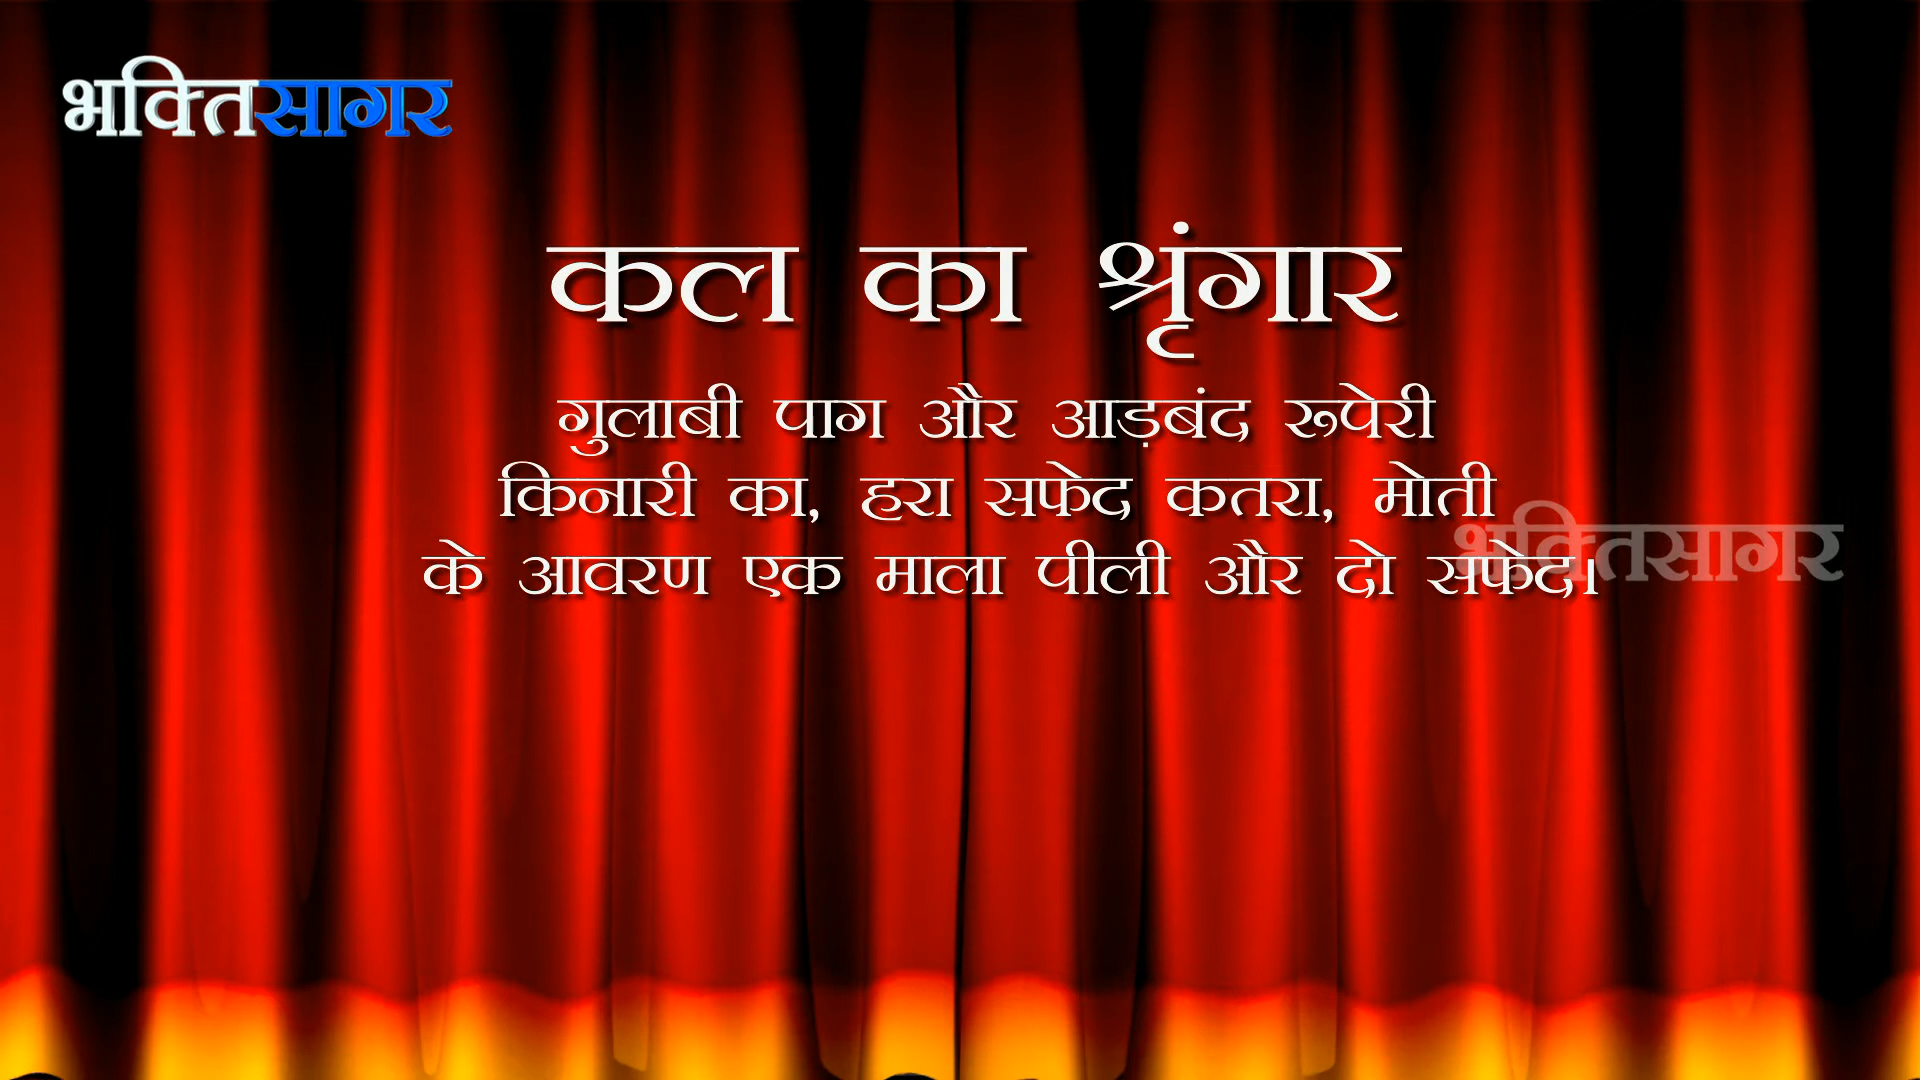 भक्तिसागर
कल का श्रृंगार
गुलाबी पाग और आड़बंद रूपेरी
किनारी का, हरा सफेद कतरा, मोती
के आवरण एक माला पीली और दो सफेद।
भक्तिसागर